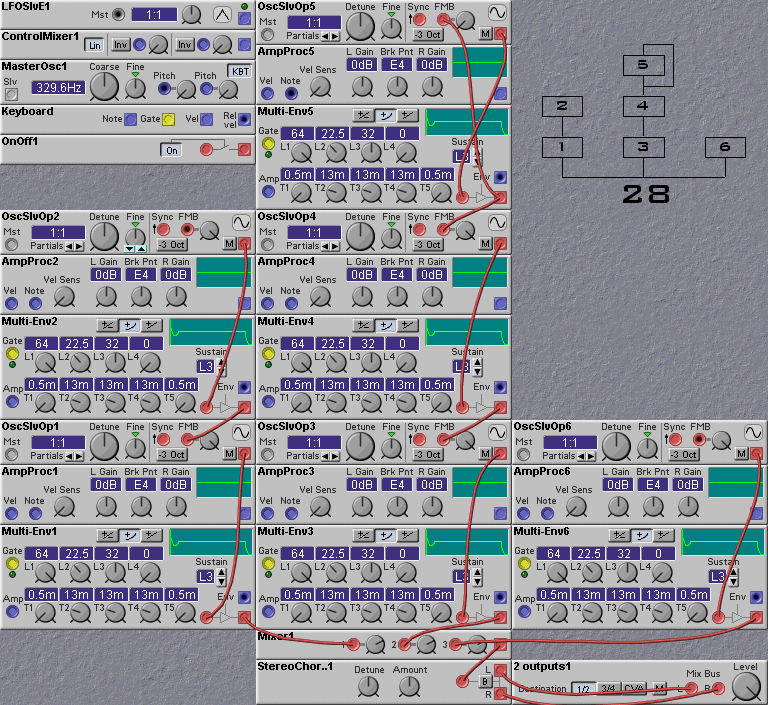 LFOSlvE1
Mst 1:1
ControlMixer1
Lin Inv Inv
MasterOsc1
Slv 329.6Hz Coarse Fine Pitch Pitch KBT
Keyboard
Note Gate Vel Rel vel
OnOff1
On
OscSlvOp5
Mst 1:1 Partials Detune Fine Sync FMB -3 Oct M
AmpProc5
Vel Note Vel Sens L Gain 0dB Brk Pnt E4 R Gain 0dB
Multi-Env5
Gate 64 22.5 32 0
L1 L2 L3 L4 Sustain L3
Amp 0.5m 13m 13m 13m 0.5m Env
T1 T2 T3 T4 T5
5
2 4
1 3 6
28
OscSlvOp2
Mst 1:1 Partials Detune Fine Sync FMB -3 Oct M
AmpProc2
Vel Note Vel Sens L Gain 0dB Brk Pnt E4 R Gain 0dB
Multi-Env2
Gate 64 22.5 32 0
L1 L2 L3 L4 Sustain L3
Amp 0.5m 13m 13m 13m 0.5m Env
T1 T2 T3 T4 T5
OscSlvOp4
Mst 1:1 Partials Detune Fine Sync FMB -3 Oct M
AmpProc4
Vel Note Vel Sens L Gain 0dB Brk Pnt E4 R Gain 0dB
Multi-Env4
Gate 64 22.5 32 0
L1 L2 L3 L4 Sustain L3
Amp 0.5m 13m 13m 13m 0.5m Env
T1 T2 T3 T4 T5
OscSlvOp1
Mst 1:1 Partials Detune Fine Sync FMB -3 Oct M
AmpProc1
Vel Note Vel Sens L Gain 0dB Brk Pnt E4 R Gain 0dB
Multi-Env1
Gate 64 22.5 32 0
L1 L2 L3 L4 Sustain L3
Amp 0.5m 13m 13m 13m 0.5m Env
T1 T2 T3 T4 T5
OscSlvOp3
Mst 1:1 Partials Detune Fine Sync FMB -3 Oct M
AmpProc3
Vel Note Vel Sens L Gain 0dB Brk Pnt E4 R Gain 0dB
Multi-Env3
Gate 64 22.5 32 0
L1 L2 L3 L4 Sustain L3
Amp 0.5m 13m 13m 13m 0.5m Env
T1 T2 T3 T4 T5
OscSlvOp6
Mst 1:1 Partials Detune Fine Sync FMB -3 Oct M
AmpProc6
Vel Note Vel Sens L Gain 0dB Brk Pnt E4 R Gain 0dB
Multi-Env6
Gate 64 22.5 32 0
L1 L2 L3 L4 Sustain L3
Amp 0.5m 13m 13m 13m 0.5m Env
T1 T2 T3 T4 T5
Mixer1
1 2 3
StereoChor..1
Detune Amount B L R
2 outputs1
Destination 1/2 3/4 CVA M Mix Bus L R Level